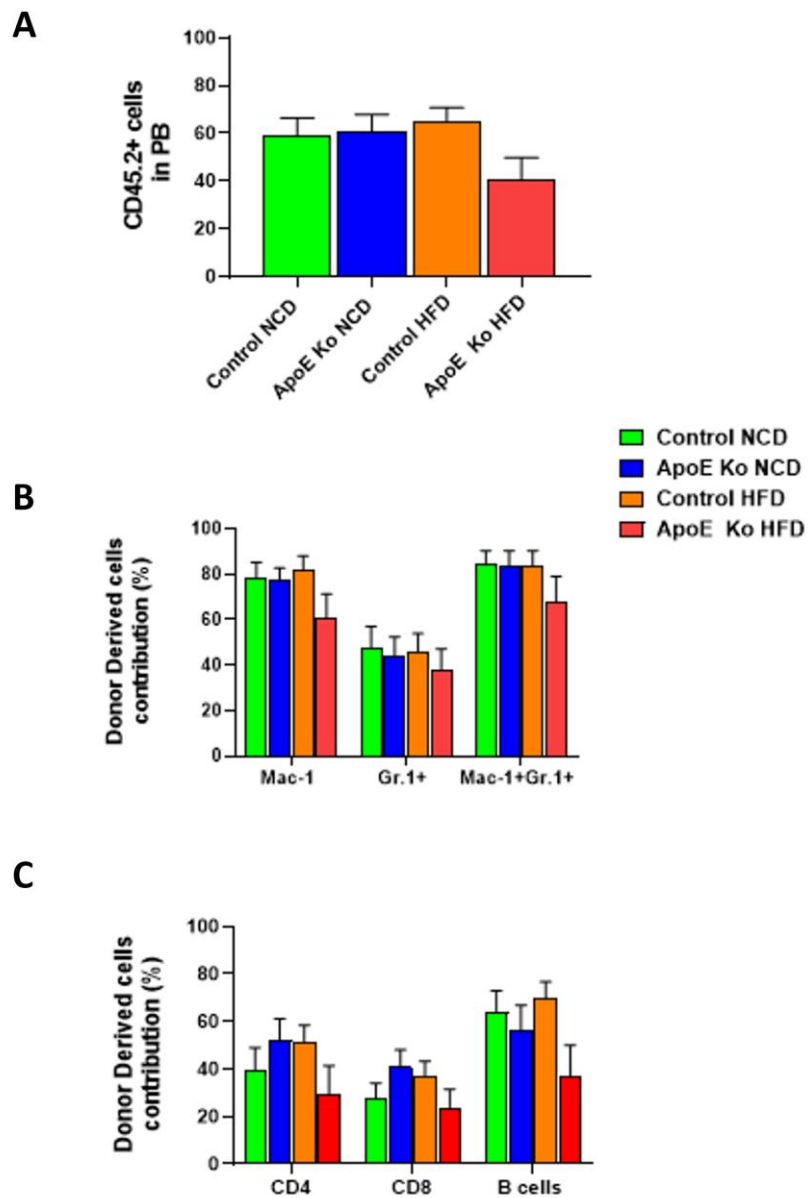 A
CD45.2+ cells
in PB
100
80
60
40
20
0
Control NCD
ApoE Ko NCD
Control HFD
ApoE Ko HFD
Control NCD
ApoE Ko NCD
Control HFD
ApoE Ko HFD
B
Donor Derived cells
contribution (%)
100
80
60
40
20
0
Mac-1
Gr.1+
Mac-1+Gr.1+
C
Donor Derived cells
contribution (%)
100
80
60
40
20
0
CD4
CD8
B cells